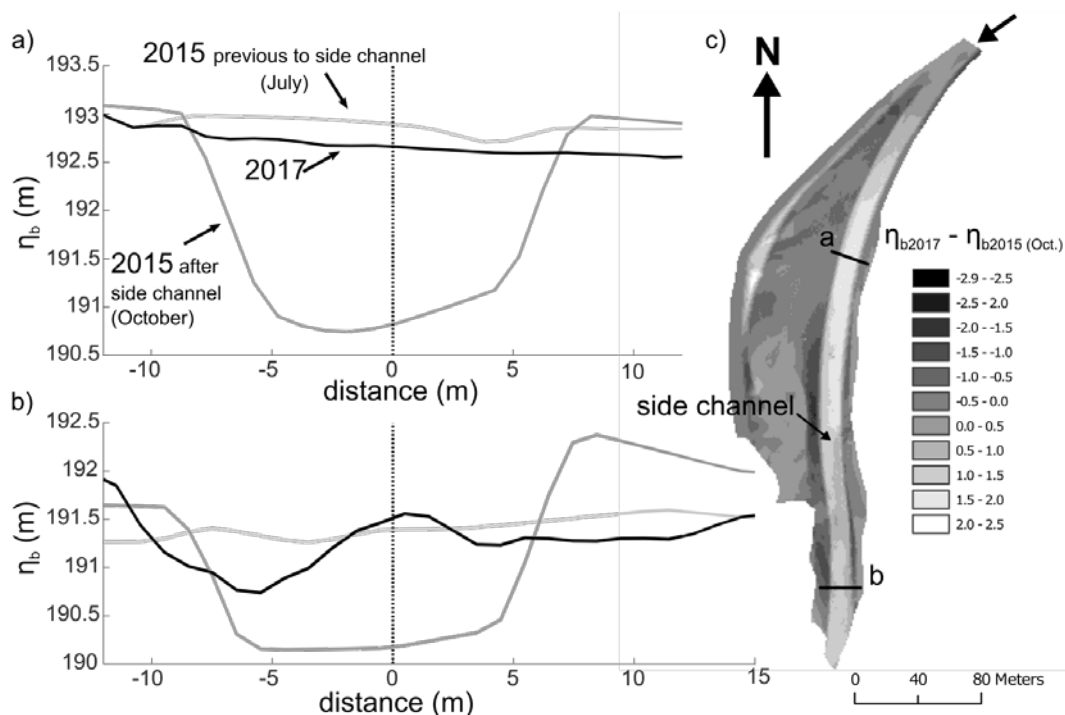 a)
2015 previous to side channel
(July)
193.5
193
192.5
192
191.5
191
190.5
η_b (m)
2017
2015 after
side channel
(October)
-10 -5 0 5 10
distance (m)
b)
192.5
192
191.5
191
190.5
190
η_b (m)
-10 -5 0 5 10 15
distance (m)
c)
N
a
η_b2017 - η_b2015 (Oct.)
-2.9 - -2.5
-2.5 - 2.0
-2.0 - -1.5
-1.5 - -1.0
-1.0 - -0.5
-0.5 - 0.0
0.0 - 0.5
0.5 - 1.0
1.0 - 1.5
1.5 - 2.0
2.0 - 2.5
side channel
b
0 40 80 Meters